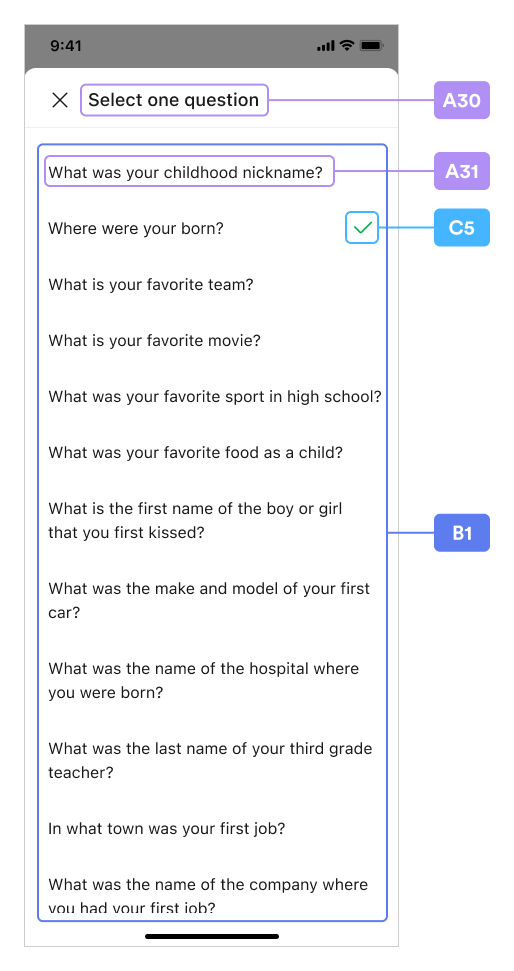 9:41
Select one question
A30
What was your childhood nickname?
A31
Where were your born?
C5
What is your favorite team?
What is your favorite movie?
What was your favorite sport in high school?
What was your favorite food as a child?
What is the first name of the boy or girl
that you first kissed?
B1
What was the make and model of your first
car?
What was the name of the hospital where
you were born?
What was the last name of your third grade
teacher?
In what town was your first job?
What was the name of the company where
you had your first job?